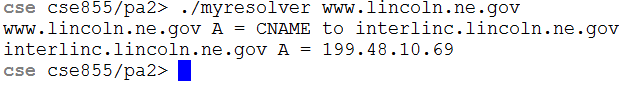 cse cse855/pa2> ./myresolver www.lincoln.ne.gov
www.lincoln.ne.gov A = CNAME to interlinc.lincoln.ne.gov
interlinc.lincoln.ne.gov A = 199.48.10.69
cse cse855/pa2>